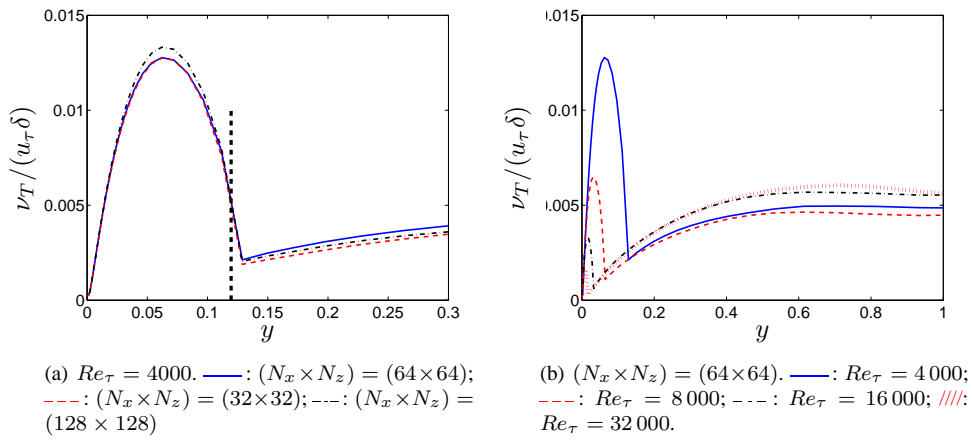 0.015
0.01
0.005
0
ν_T/(u_τ δ)
0 0.05 0.1 0.15 0.2 0.25 0.3
y
0.015
0.01
0.005
0
ν_T/(u_τ δ)
0 0.2 0.4 0.6 0.8 1
y
(a) Re_τ = 4000. ——: (N_x×N_z) = (64×64);
----: (N_x×N_z) = (32×32); -·-·-: (N_x×N_z) =
(128 × 128)
(b) (N_x×N_z) = (64×64). ——: Re_τ = 4 000;
----: Re_τ = 8 000; -·-·-: Re_τ = 16 000; ////:
Re_τ = 32 000.